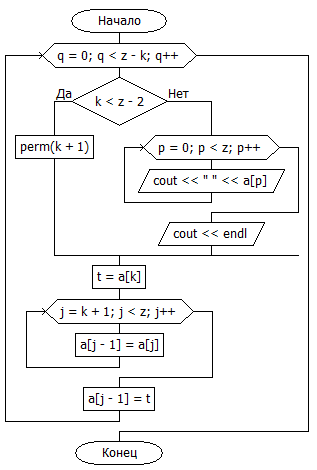 Начало
q = 0; q < z - k; q++
Да
k < z - 2
Нет
perm(k + 1)
p = 0; p < z; p++
cout << " " << a[p]
cout << endl
t = a[k]
j = k + 1; j < z; j++
a[j - 1] = a[j]
a[j - 1] = t
Конец